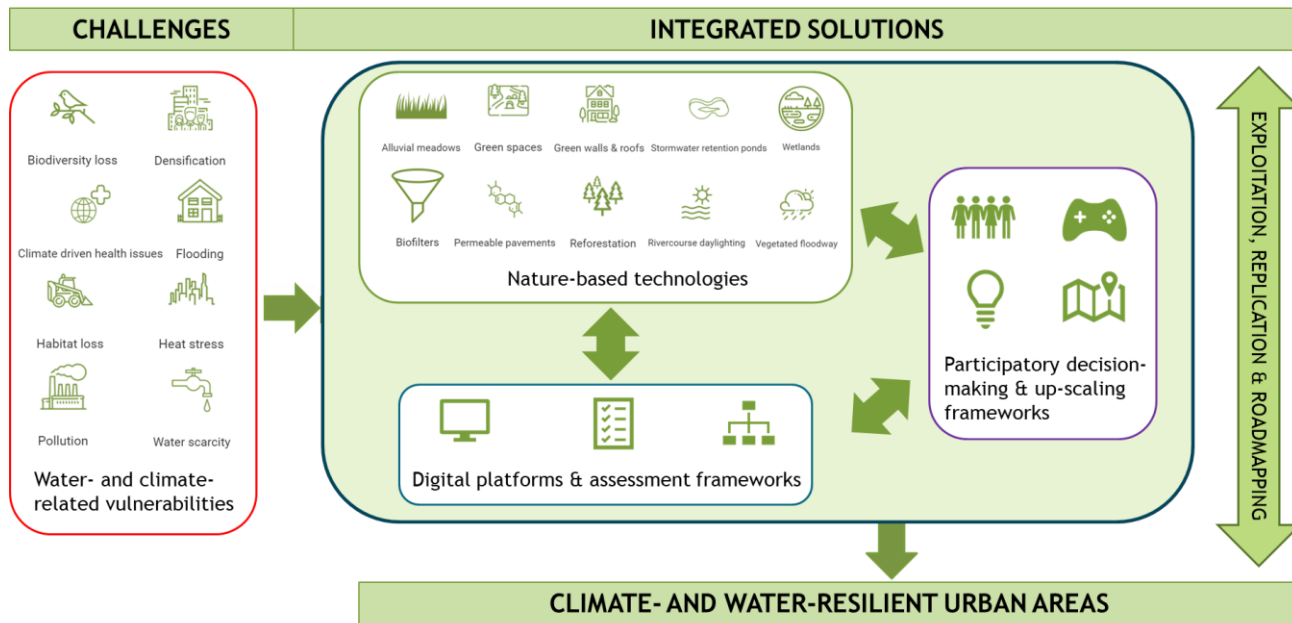 CHALLENGES
INTEGRATED SOLUTIONS
Biodiversity loss
Densification
Climate driven health issues
Flooding
Habitat loss
Heat stress
Pollution
Water scarcity
Water- and climate-
related vulnerabilities
Alluvial meadows
Green spaces
Green walls & roofs
Stormwater retention ponds
Wetlands
Biofilters
Permeable pavements
Reforestation
Rivercourse daylighting
Vegetated floodway
Nature-based technologies
Digital platforms & assessment frameworks
Participatory decision-
making & up-scaling
frameworks
EXPLOITATION, REPLICATION & ROADMAPPING
CLIMATE- AND WATER-RESILIENT URBAN AREAS